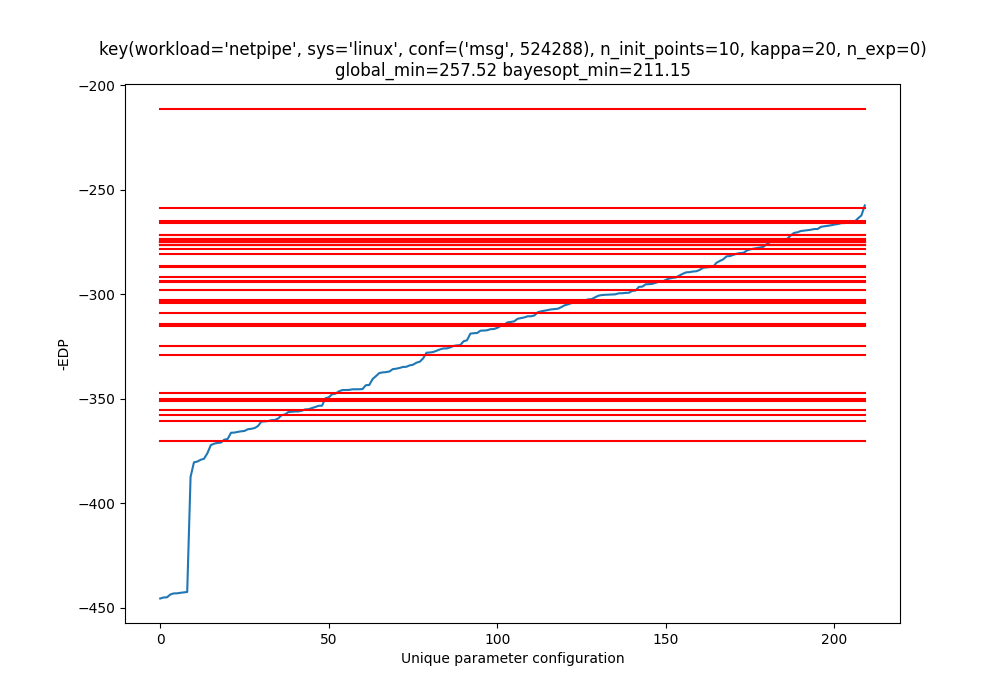 key(workload='netpipe', sys='linux', conf=('msg', 524288), n_init_points=10, kappa=20, n_exp=0)
global_min=257.52 bayesopt_min=211.15
−200
−250
−300
−350
−400
−450
-EDP
0 50 100 150 200
Unique parameter configuration